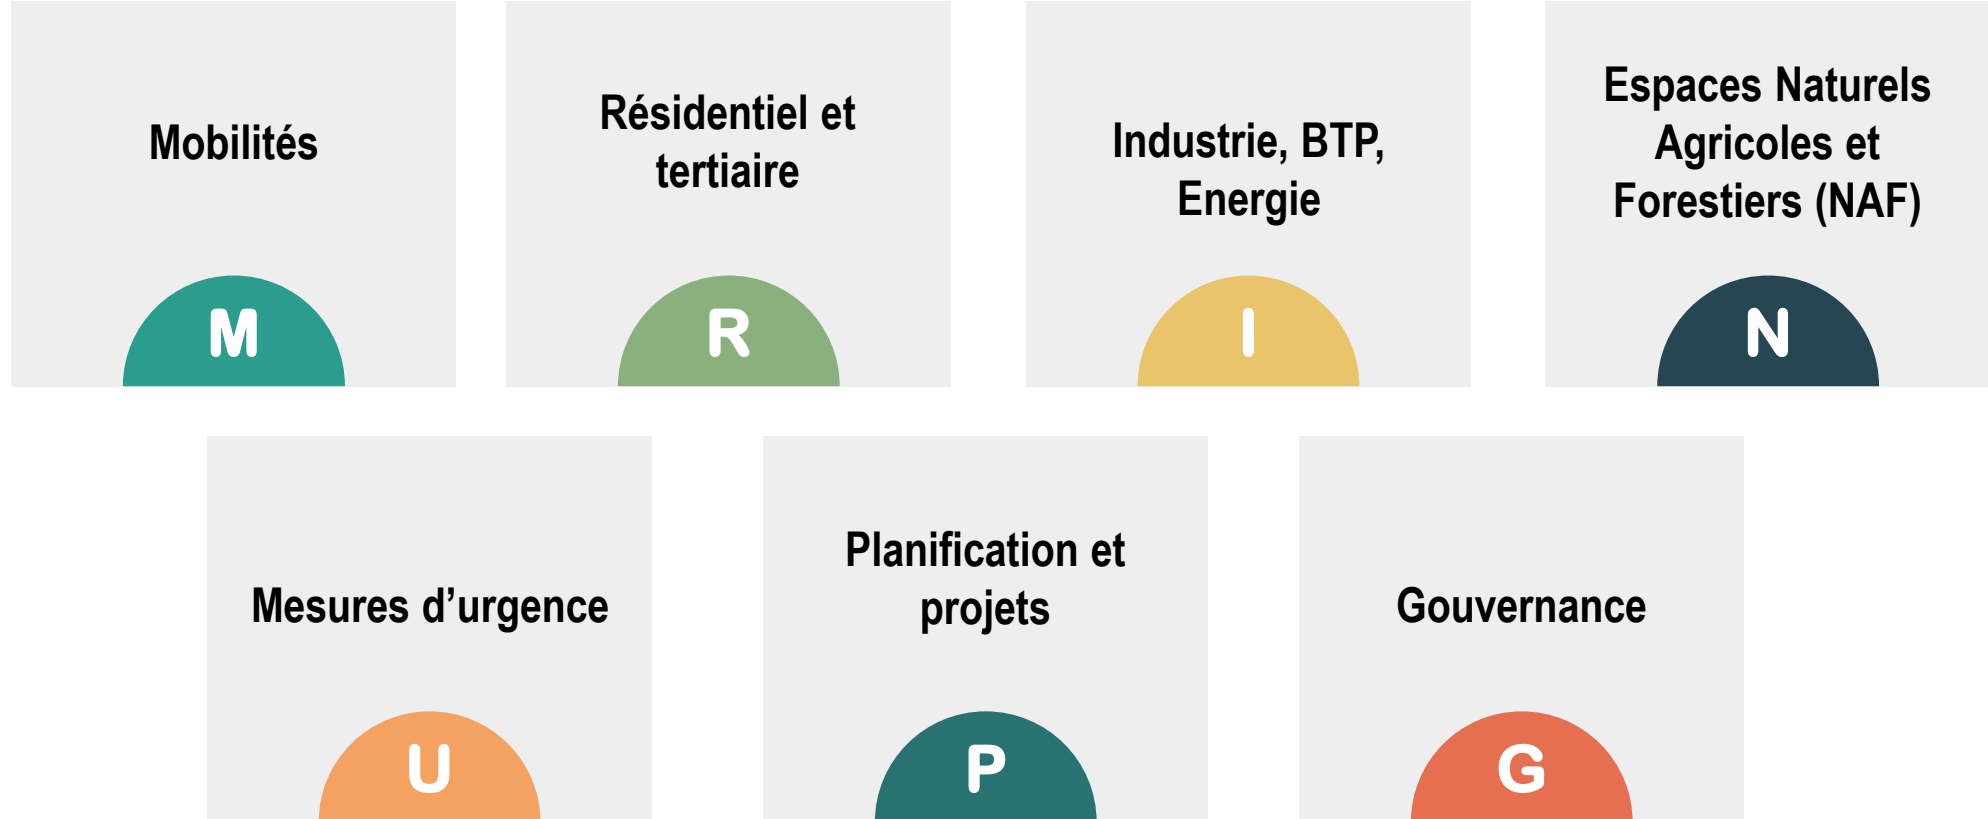 Mobilités
M
Résidentiel et
tertiaire
R
Industrie, BTP,
Energie
I
Espaces Naturels
Agricoles et
Forestiers (NAF)
N
Mesures d’urgence
U
Planification et
projets
P
Gouvernance
G